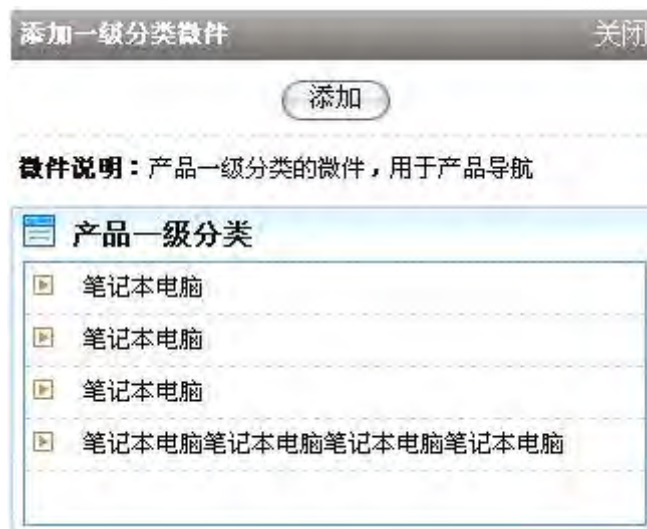 添加一级分类微件
关闭
添加
微件说明：产品一级分类的微件，用于产品导航
产品一级分类
笔记本电脑
笔记本电脑
笔记本电脑
笔记本电脑笔记本电脑笔记本电脑笔记本电脑